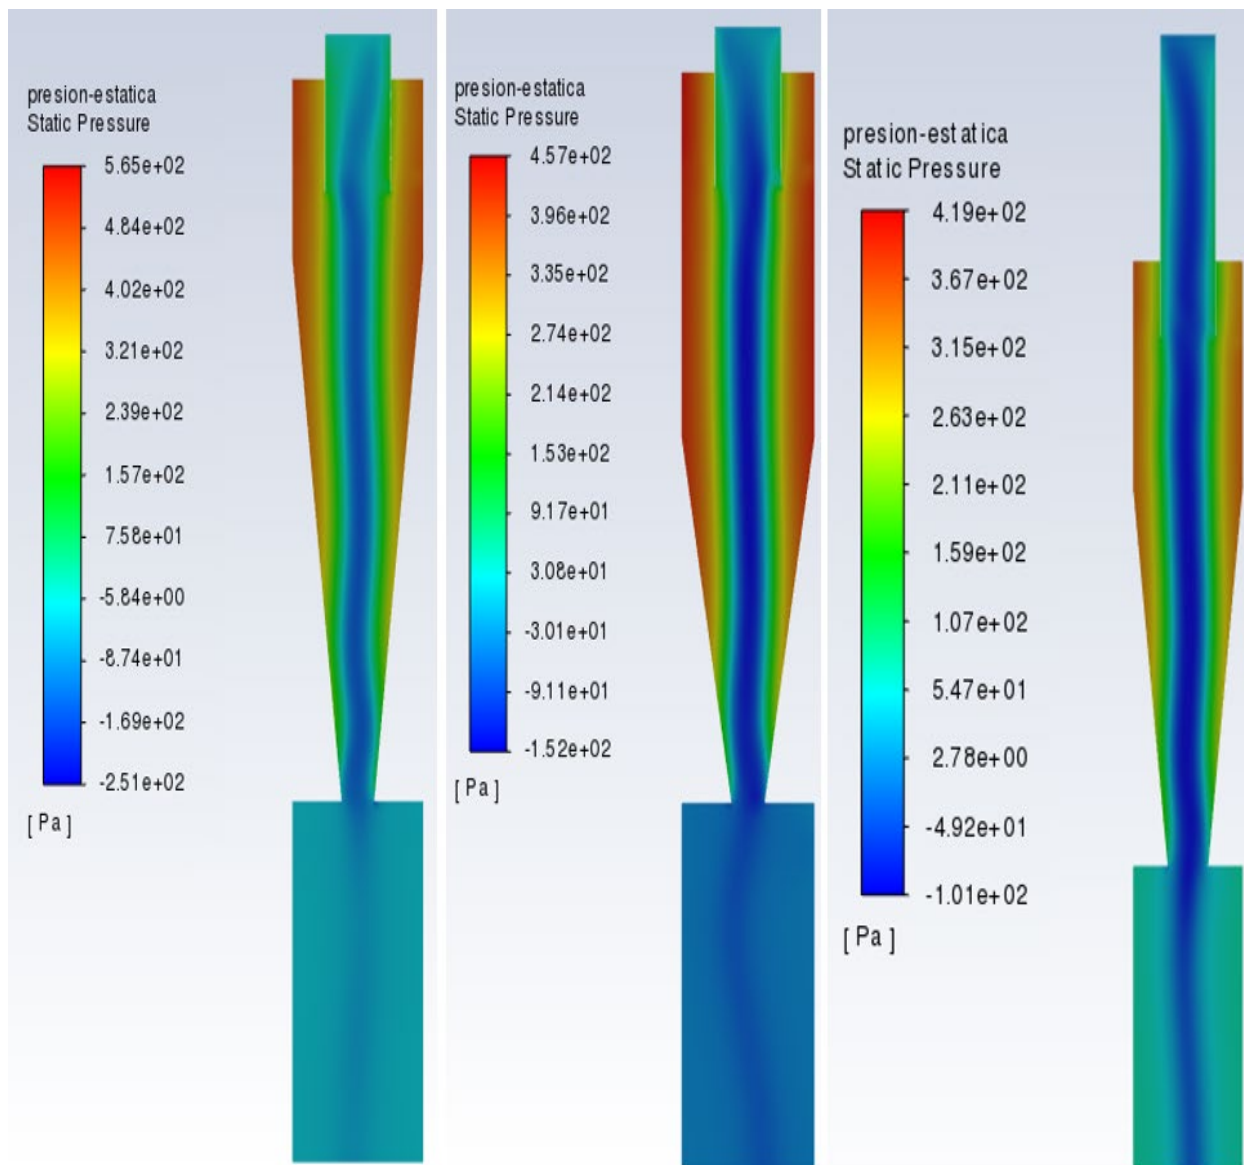 presion-estatica
Static Pressure
5.65e+02
4.84e+02
4.02e+02
3.21e+02
2.39e+02
1.57e+02
7.58e+01
-5.84e+00
-8.74e+01
-1.69e+02
-2.51e+02
[ Pa ]
presion-estatica
Static Pressure
4.57e+02
3.96e+02
3.35e+02
2.74e+02
2.14e+02
1.53e+02
9.17e+01
3.08e+01
-3.01e+01
-9.11e+01
-1.52e+02
[ Pa ]
presion-estatica
Static Pressure
4.19e+02
3.67e+02
3.15e+02
2.63e+02
2.11e+02
1.59e+02
1.07e+02
5.47e+01
2.78e+00
-4.92e+01
-1.01e+02
[ Pa ]